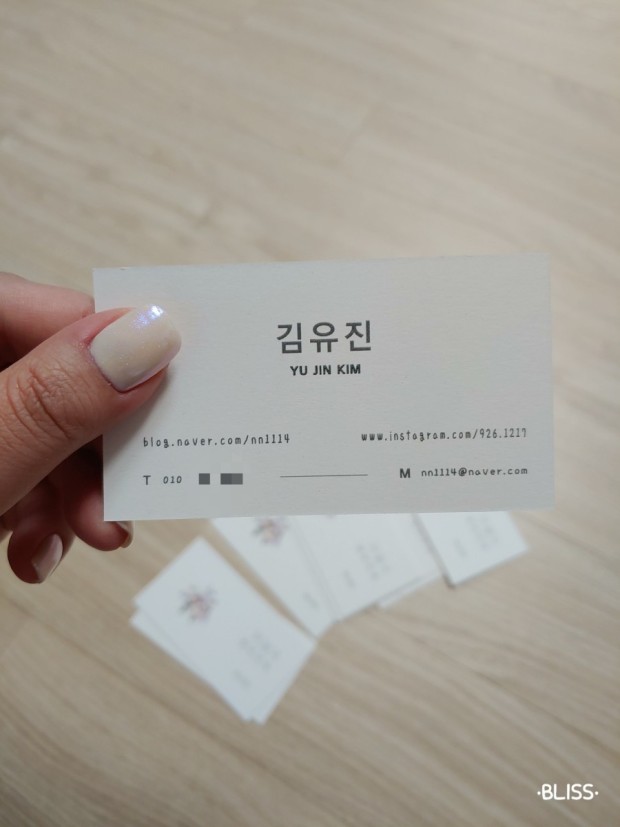 김유진
YU JIN KIM
blog.naver.com/nn1114
www.instagram.com/926.1217
T 010
M nn1114@naver.com
·BLISS·